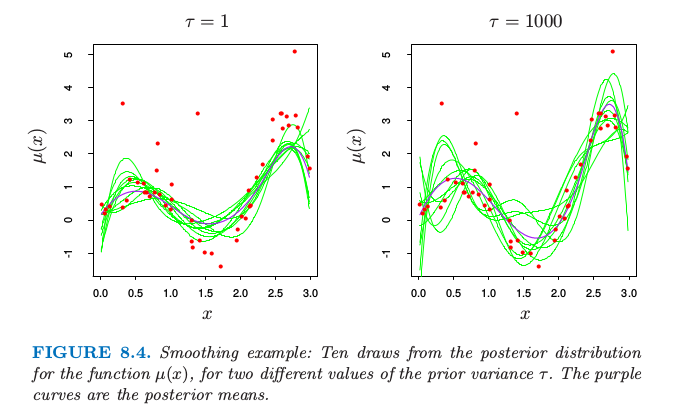 τ = 1
τ = 1000
5
4
3
2
1
0
-1
μ(x)
0.0 0.5 1.0 1.5 2.0 2.5 3.0
x
5
4
3
2
1
0
-1
μ(x)
0.0 0.5 1.0 1.5 2.0 2.5 3.0
x
FIGURE 8.4. Smoothing example: Ten draws from the posterior distribution
for the function μ(x), for two different values of the prior variance τ. The purple
curves are the posterior means.